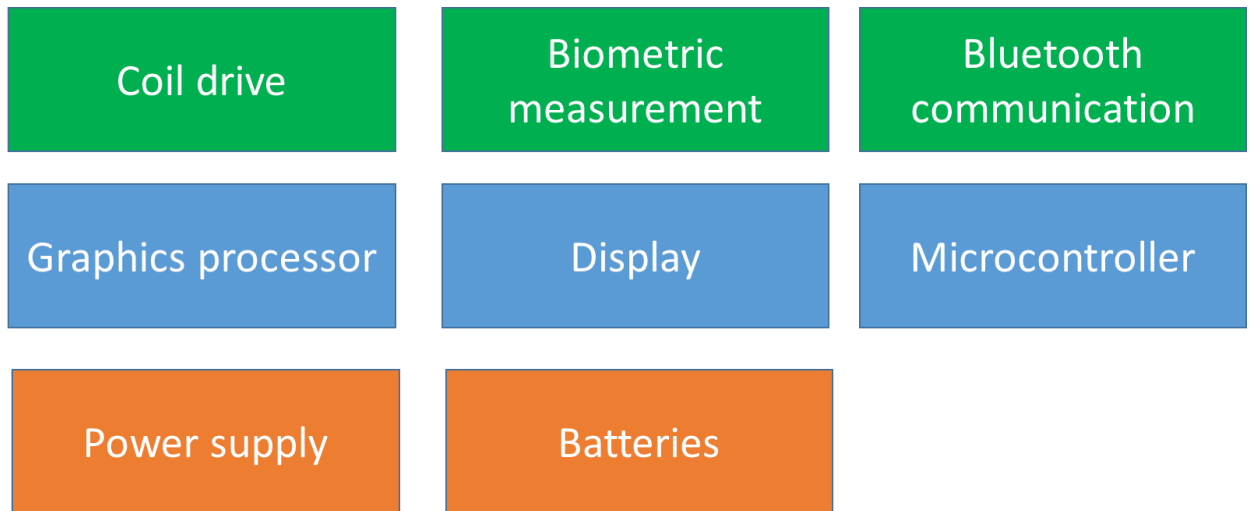 Coil drive
Biometric
measurement
Bluetooth
communication
Graphics processor
Display
Microcontroller
Power supply
Batteries